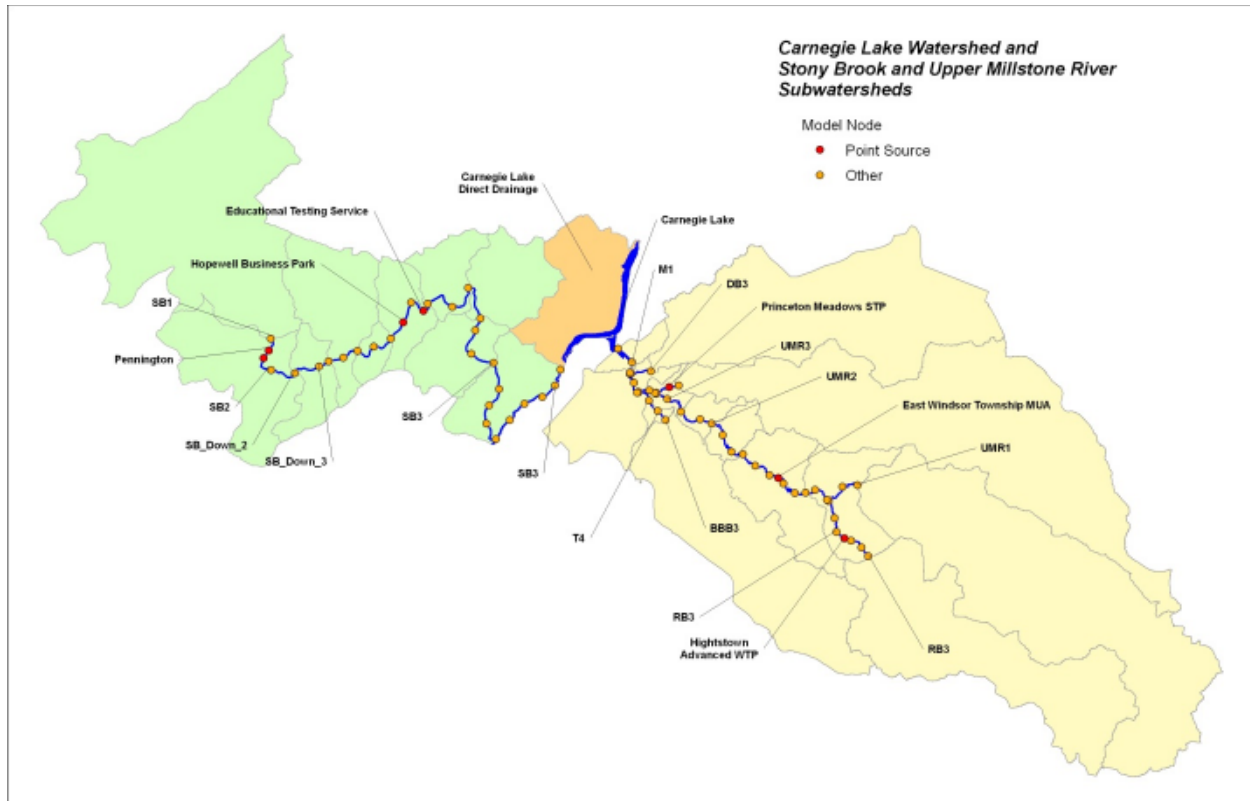 Carnegie Lake Watershed and
Stony Brook and Upper Millstone River
Subwatersheds
Model Node
Point Source
Other
Carnegie Lake
Direct Drainage
Educational Testing Service
Carnegie Lake
Hopewell Business Park
M1
DB3
SB1
Princeton Meadows STP
Pennington
UMR3
UMR2
SB2
SB3
East Windsor Township MUA
SB_Down_2
SB_Down_3
UMR1
SB3
BBB3
T4
RB3
Hightstown
Advanced WTP
RB3